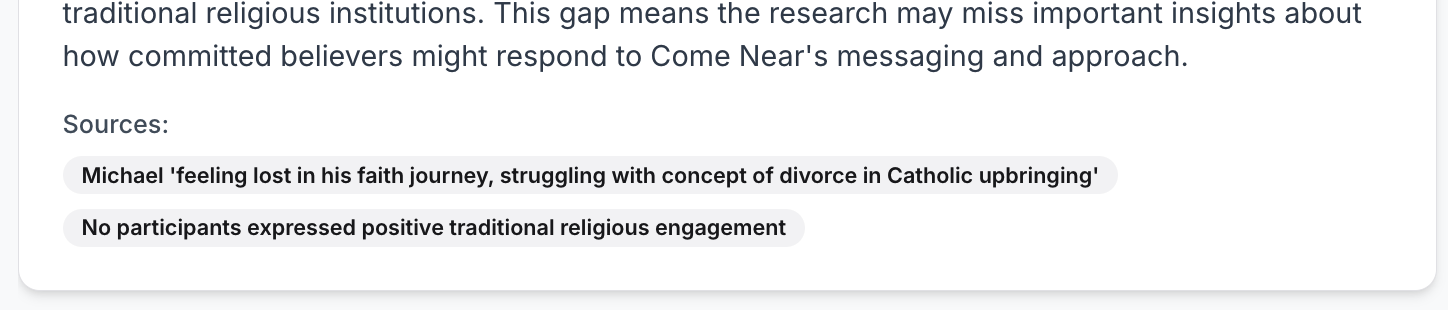 traditional religious institutions. This gap means the research may miss important insights about
how committed believers might respond to Come Near's messaging and approach.
Sources:
Michael 'feeling lost in his faith journey, struggling with concept of divorce in Catholic upbringing'
No participants expressed positive traditional religious engagement